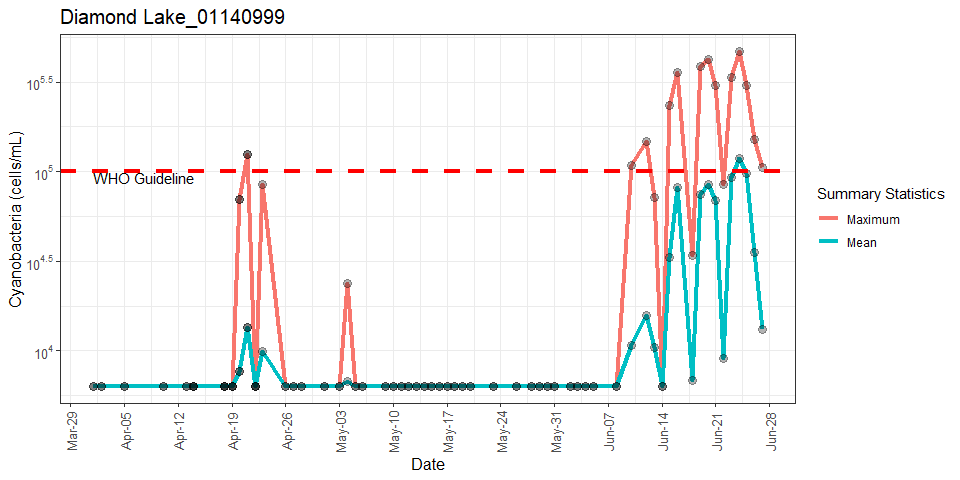 Diamond Lake_01140999
Cyanobacteria (cells/mL)
10^5.5
10^5
10^4.5
10^4
WHO Guideline
Mar-29
Apr-05
Apr-12
Apr-19
Apr-26
May-03
May-10
May-17
May-24
May-31
Jun-07
Jun-14
Jun-21
Jun-28
Date
Summary Statistics
Maximum
Mean